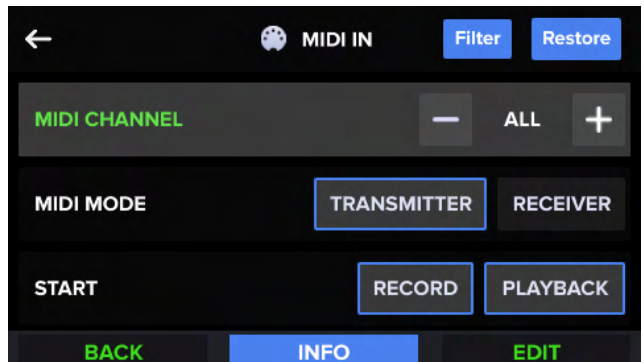 MIDI IN Filter Restore
MIDI CHANNEL ALL
MIDI MODE TRANSMITTER RECEIVER
START RECORD PLAYBACK
BACK INFO EDIT